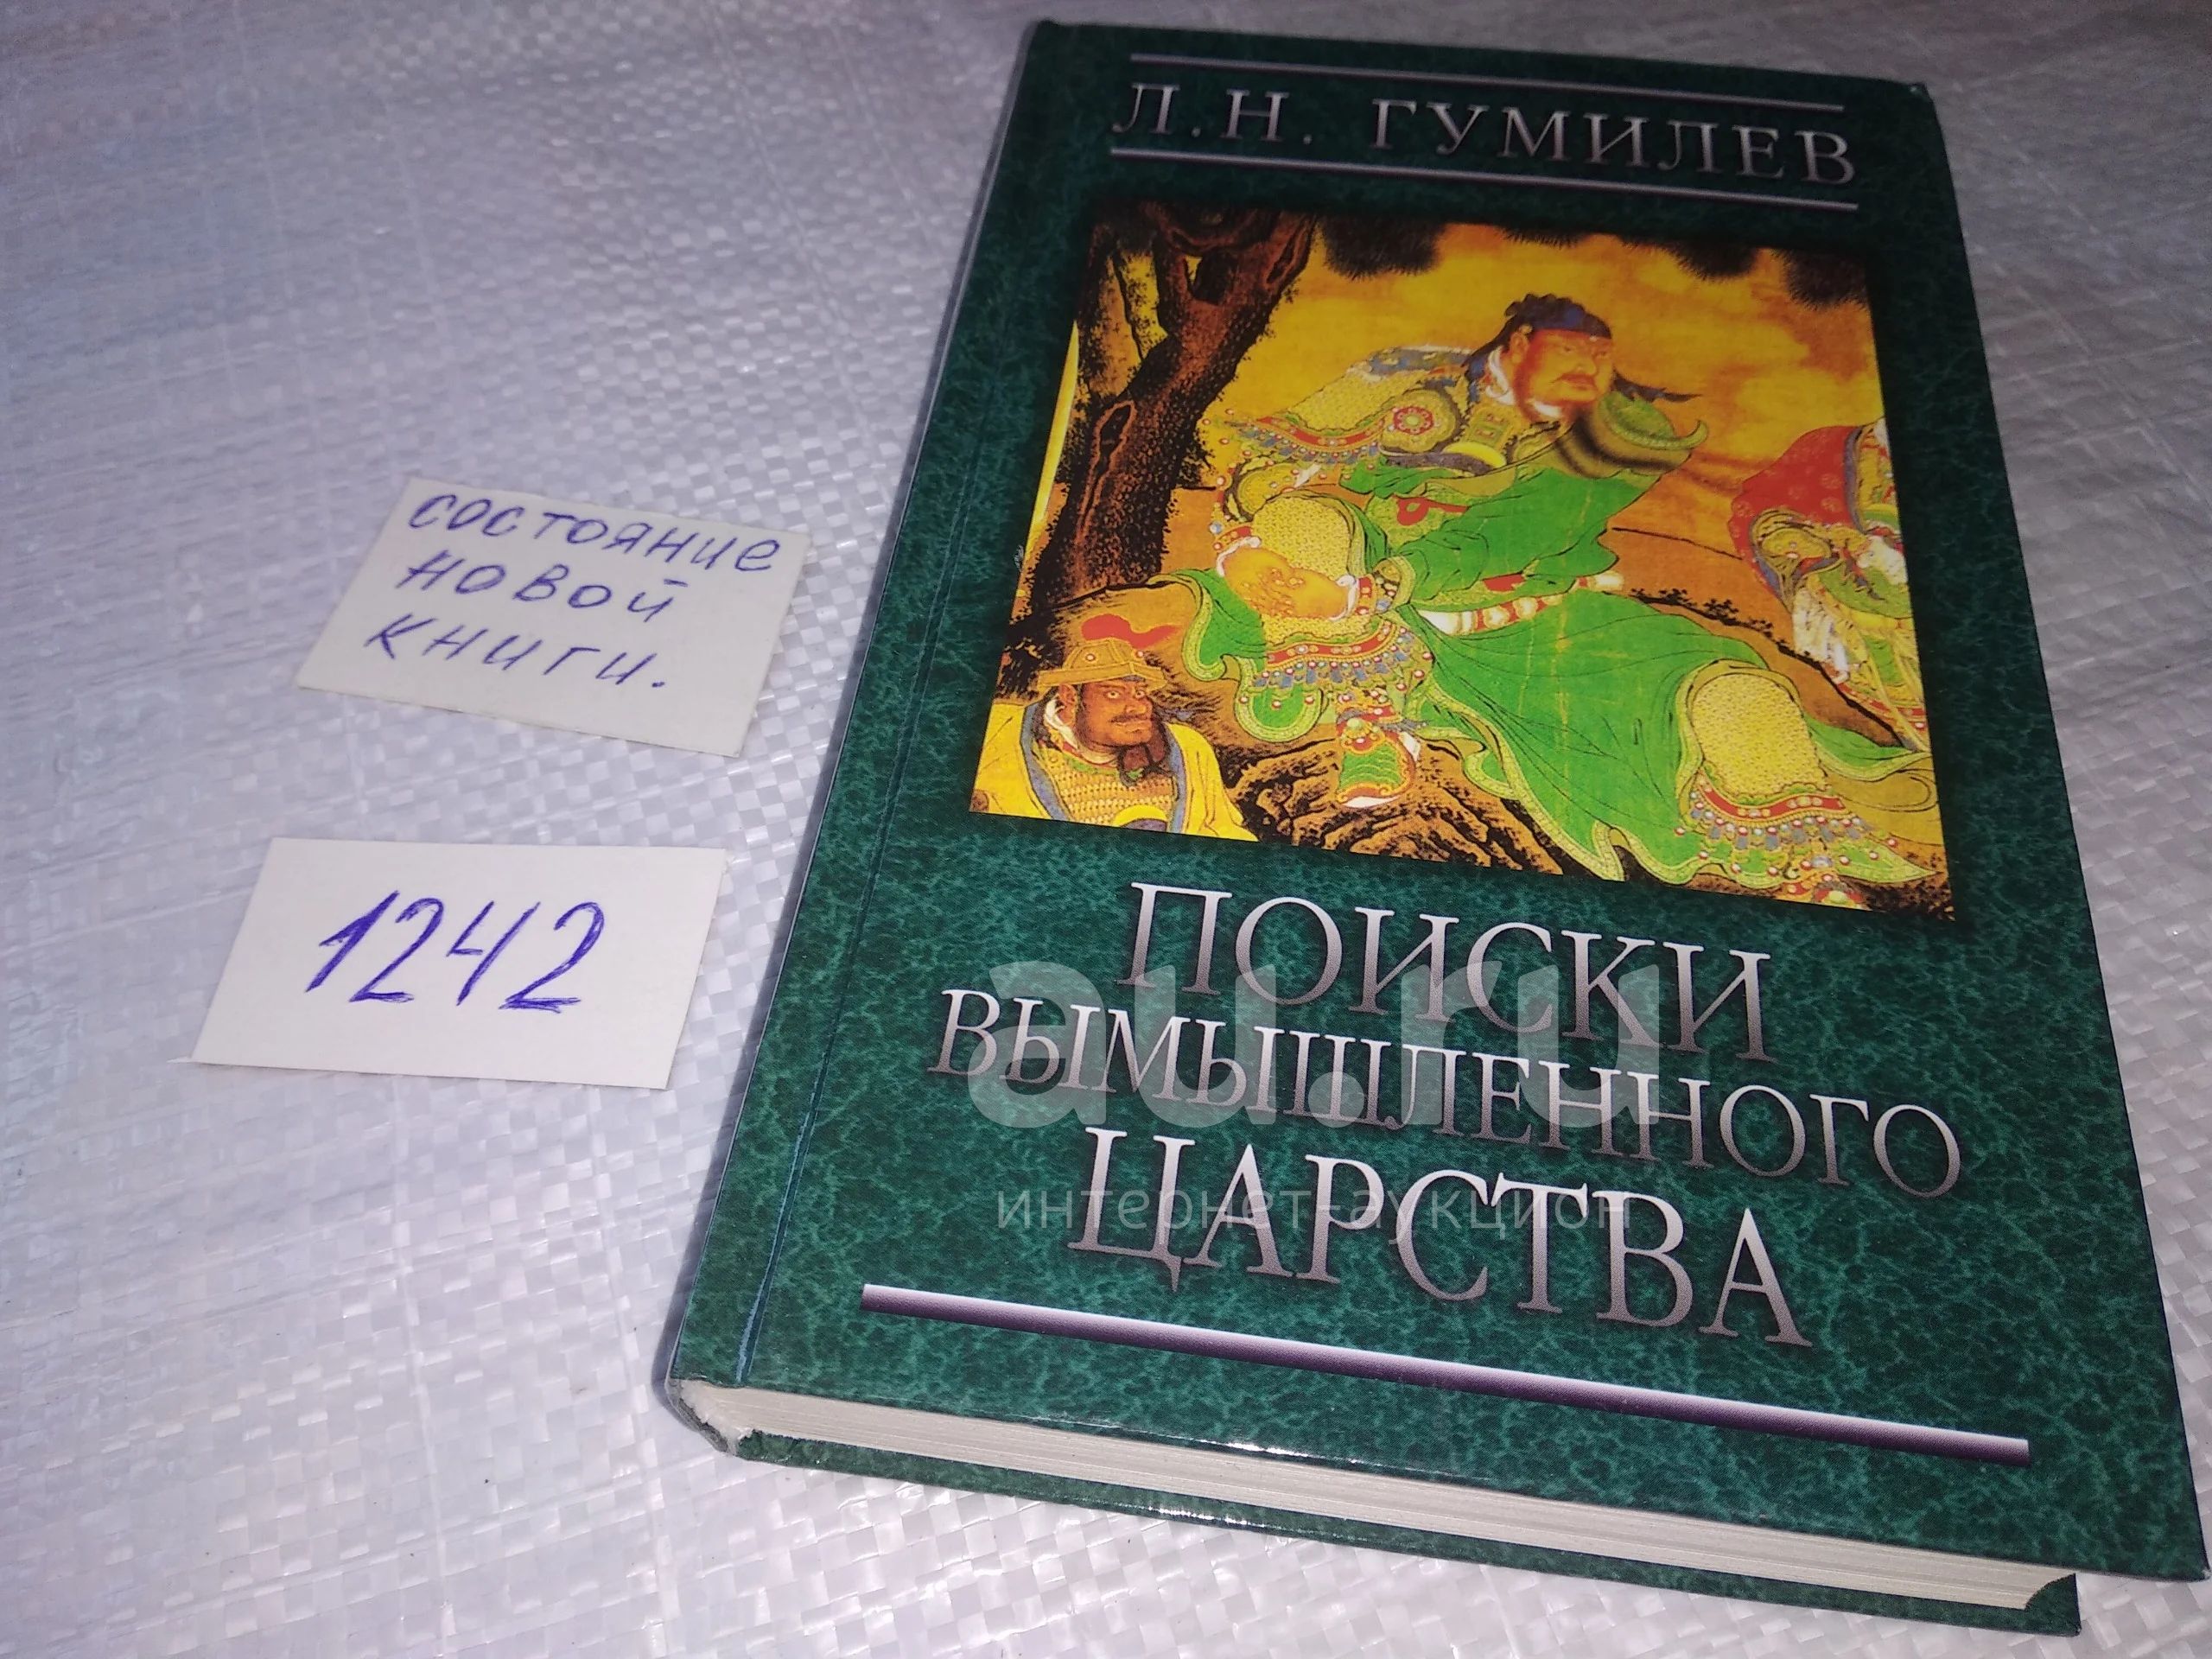 Л.Н. ГУМИЛЕВ
ПОИСКИ
ВЫМЫШЛЕННОГО
ЦАРСТВА
состояние
новой
книги.
1242
au.ru
интернет-аукцион